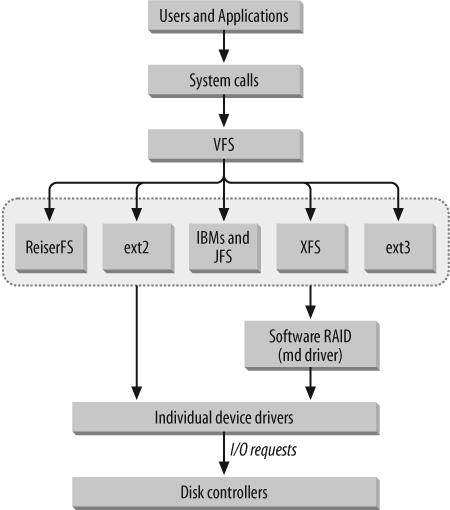 Users and Applications
System calls
VFS
ReiserFS
ext2
IBMs and
JFS
XFS
ext3
Software RAID
(md driver)
Individual device drivers
I/O requests
Disk controllers